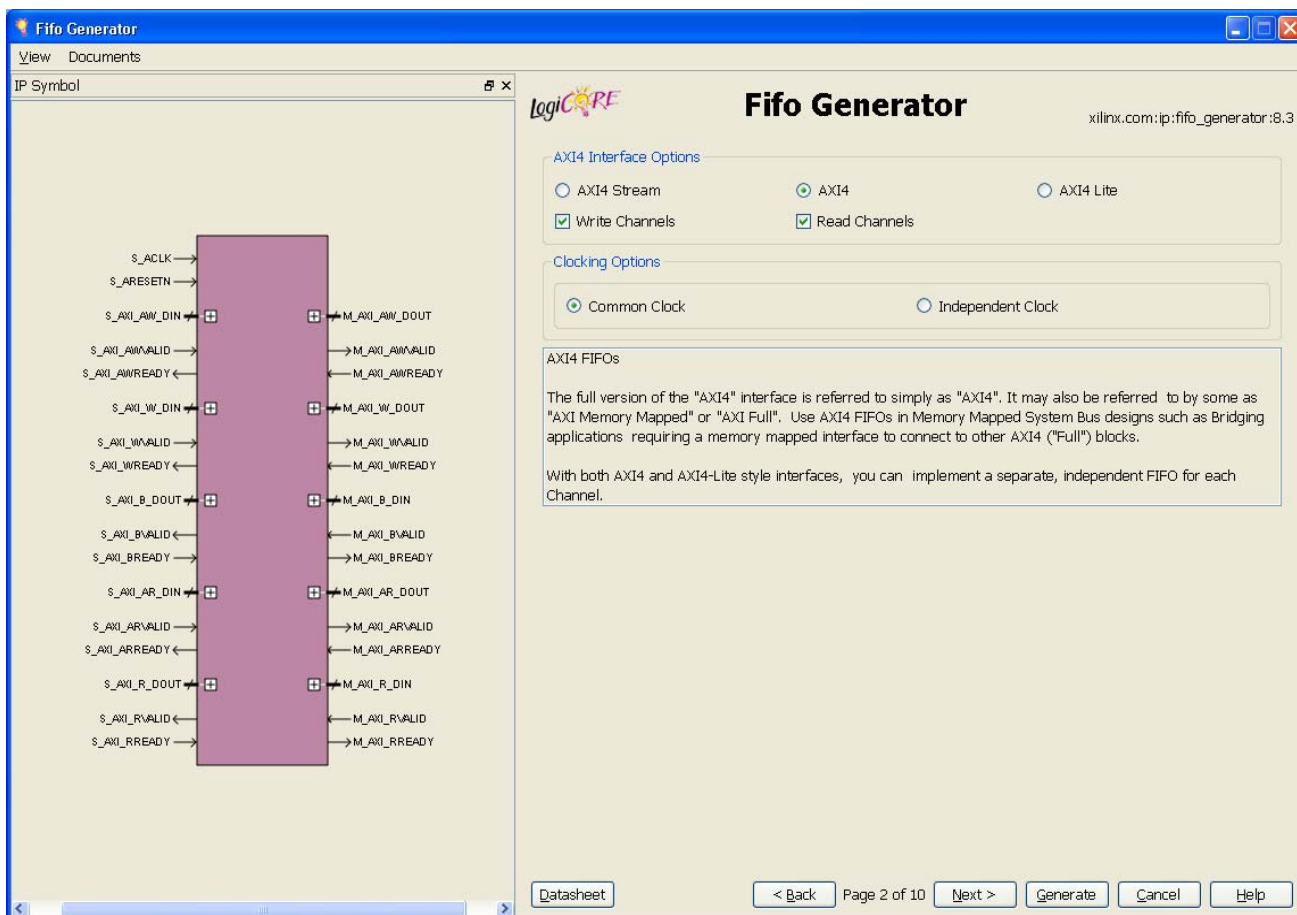 Fifo Generator
View Documents
IP Symbol
S_ACLK
S_ARESETN
S_AXI_AW_DIN M_AXI_AW_DOUT
S_AXI_AWVALID M_AXI_AWVALID
S_AXI_AWREADY M_AXI_AWREADY
S_AXI_W_DIN M_AXI_W_DOUT
S_AXI_WVALID M_AXI_WVALID
S_AXI_WREADY M_AXI_WREADY
S_AXI_B_DOUT M_AXI_B_DIN
S_AXI_BVALID M_AXI_BVALID
S_AXI_BREADY M_AXI_BREADY
S_AXI_AR_DIN M_AXI_AR_DOUT
S_AXI_ARVALID M_AXI_ARVALID
S_AXI_ARREADY M_AXI_ARREADY
S_AXI_R_DOUT M_AXI_R_DIN
S_AXI_RVALID M_AXI_RVALID
S_AXI_RREADY M_AXI_RREADY
LogiCORE
Fifo Generator
xilinx.com:ip:fifo_generator:8.3
AXI4 Interface Options
AXI4 Stream AXI4 AXI4 Lite
Write Channels Read Channels
Clocking Options
Common Clock Independent Clock
AXI4 FIFOs
The full version of the "AXI4" interface is referred to simply as "AXI4". It may also be referred to by some as
"AXI Memory Mapped" or "AXI Full". Use AXI4 FIFOs in Memory Mapped System Bus designs such as Bridging
applications requiring a memory mapped interface to connect to other AXI4 ("Full") blocks.
With both AXI4 and AXI4-Lite style interfaces, you can implement a separate, independent FIFO for each
Channel.
Datasheet < Back Page 2 of 10 Next > Generate Cancel Help